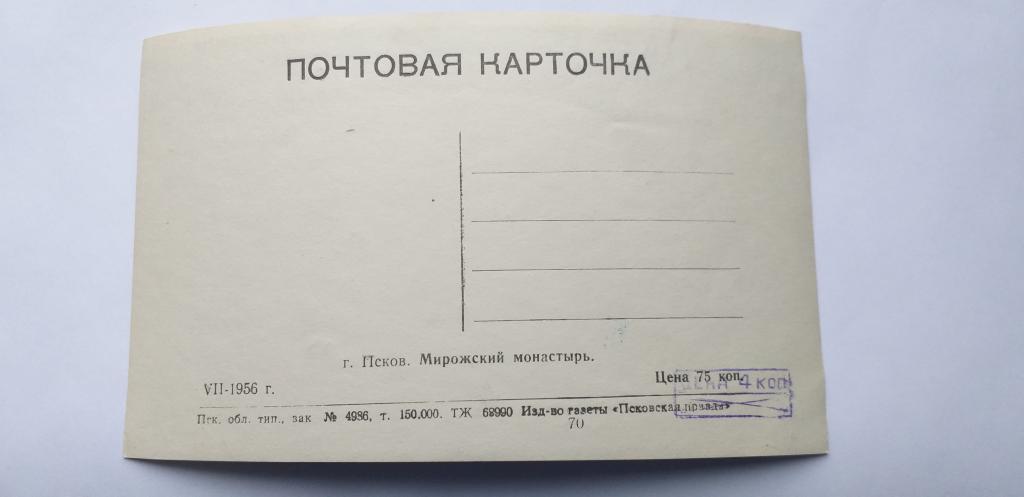 ПОЧТОВАЯ КАРТОЧКА
г. Псков. Мирожский монастырь.
VII-1956 г.
Цена 75 коп.
ЦЕНА 4 КОП
Пск. обл. тип., зак № 4986, т. 150.000. ТЖ 68990 Изд-во газеты «Псковская правда»
70